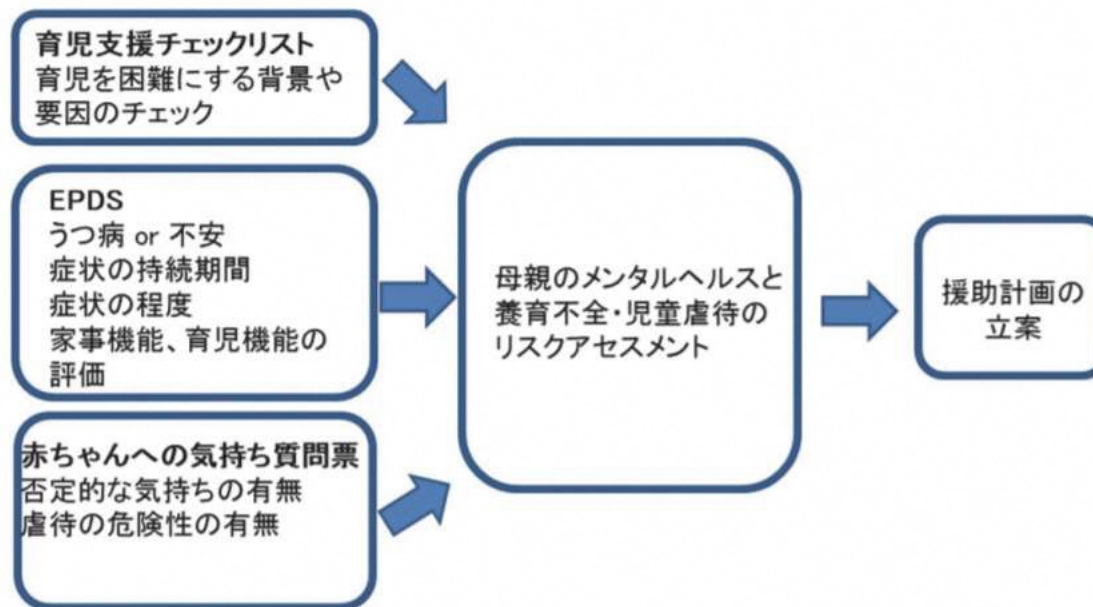 育児支援チェックリスト
育児を困難にする背景や
要因のチェック
EPDS
うつ病 or 不安
症状の持続期間
症状の程度
家事機能、育児機能の
評価
赤ちゃんへの気持ち質問票
否定的な気持ちの有無
虐待の危険性の有無
母親のメンタルヘルスと
養育不全・児童虐待の
リスクアセスメント
援助計画の
立案